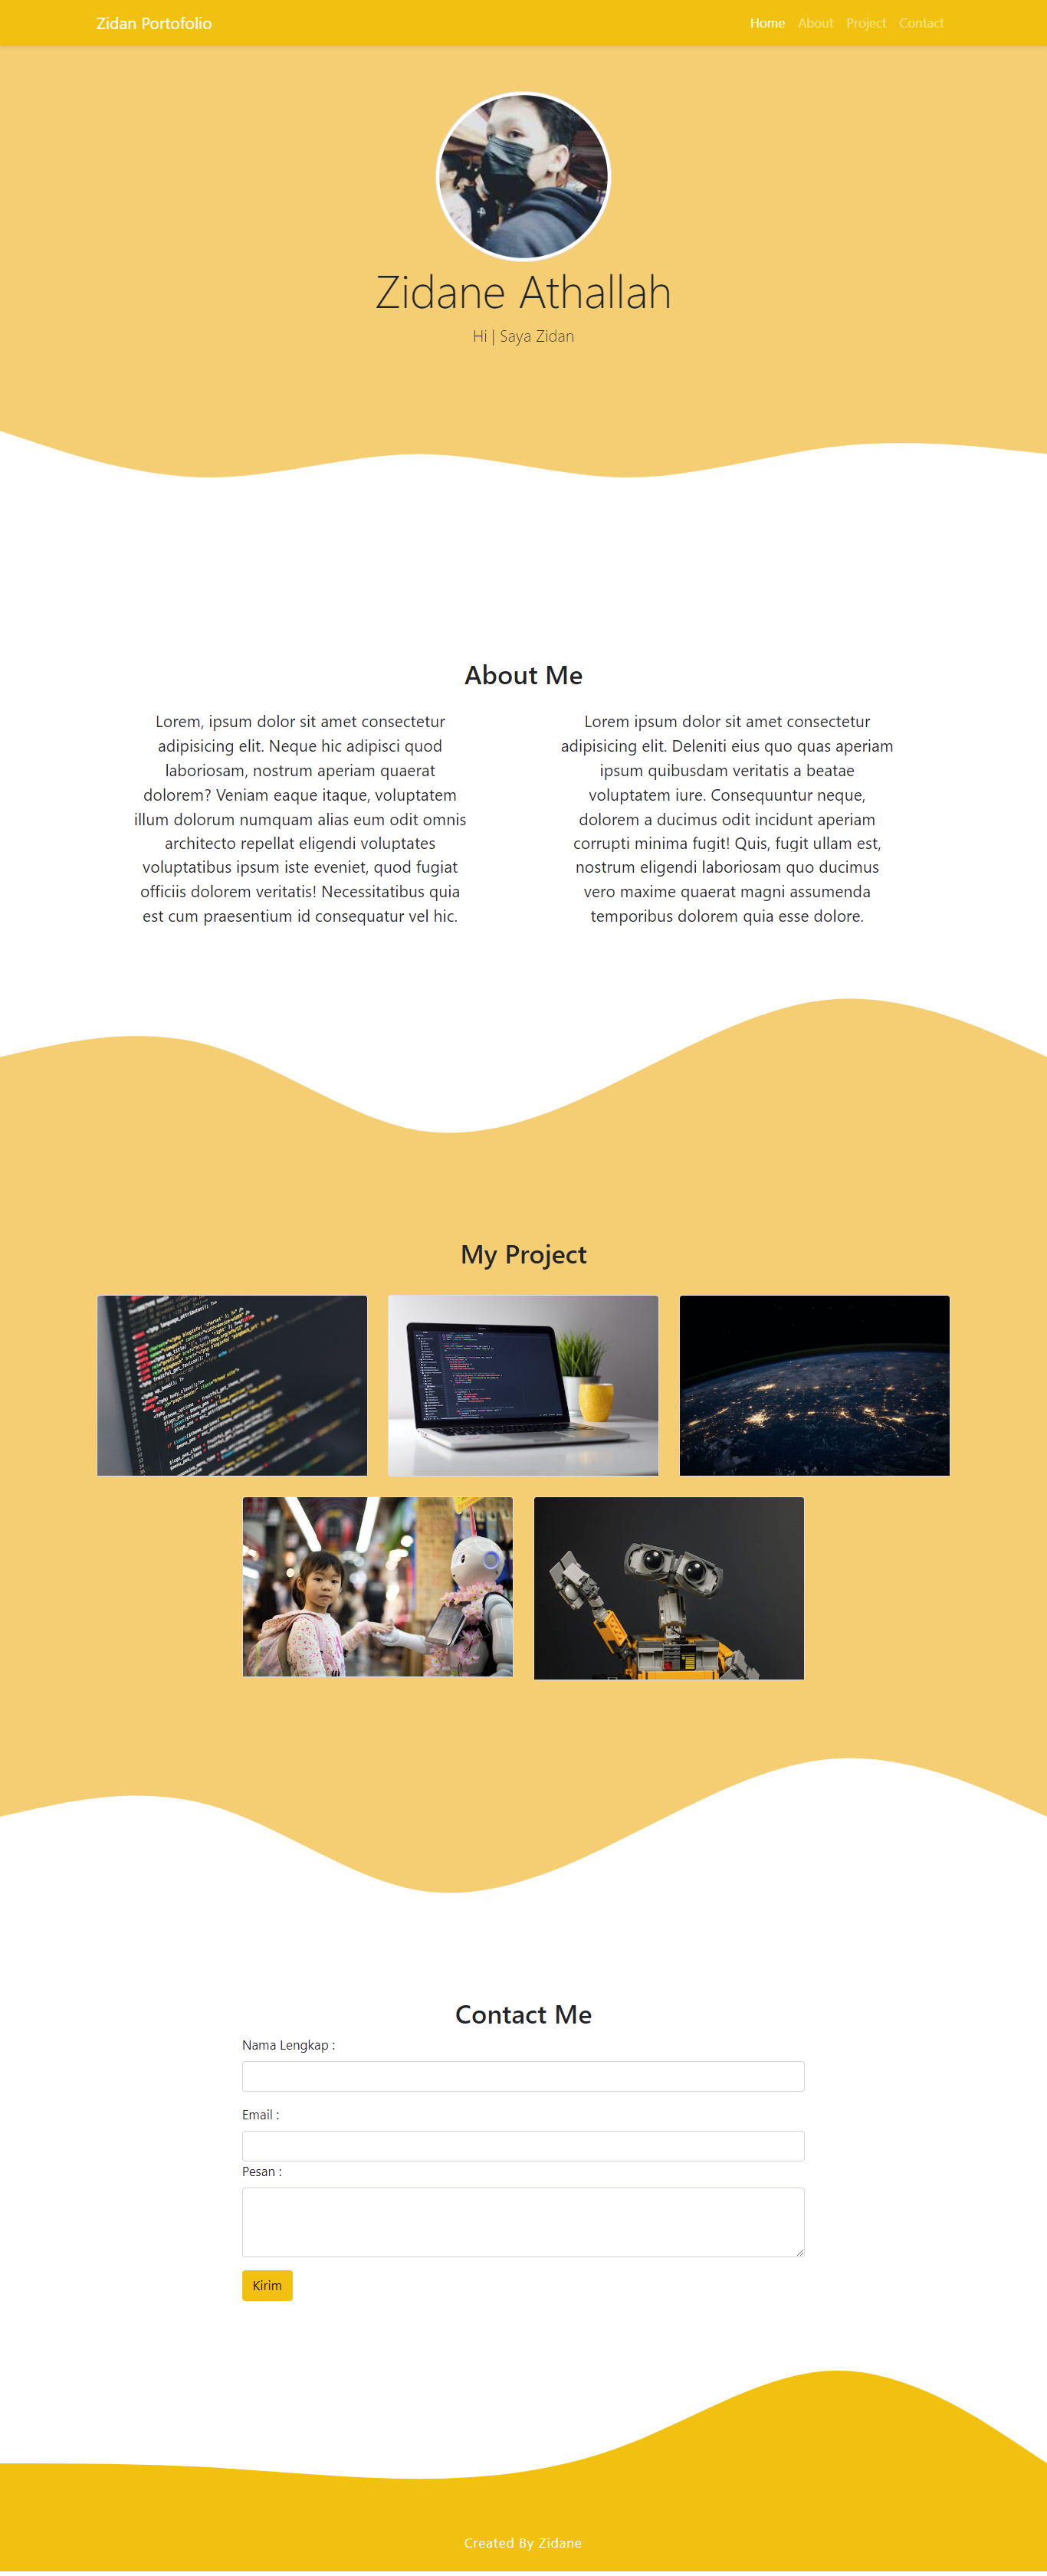 Zidan Portofolio
Home About Project Contact
Zidane Athallah
Hi | Saya Zidan
About Me
Lorem, ipsum dolor sit amet consectetur
adipisicing elit. Neque hic adipisci quod
laboriosam, nostrum aperiam quaerat
dolorem? Veniam eaque itaque, voluptatem
illum dolorum numquam alias eum odit omnis
architecto repellat eligendi voluptates
voluptatibus ipsum iste eveniet, quod fugiat
officiis dolorem veritatis! Necessitatibus quia
est cum praesentium id consequatur vel hic.
Lorem ipsum dolor sit amet consectetur
adipisicing elit. Deleniti eius quo quas aperiam
ipsum quibusdam veritatis a beatae
voluptatem iure. Consequuntur neque,
dolorem a ducimus odit incidunt aperiam
corrupti minima fugit! Quis, fugit ullam est,
nostrum eligendi laboriosam quo ducimus
vero maxime quaerat magni assumenda
temporibus dolorem quia esse dolore.
My Project
Contact Me
Nama Lengkap :
Email :
Pesan :
Kirim
Created By Zidane